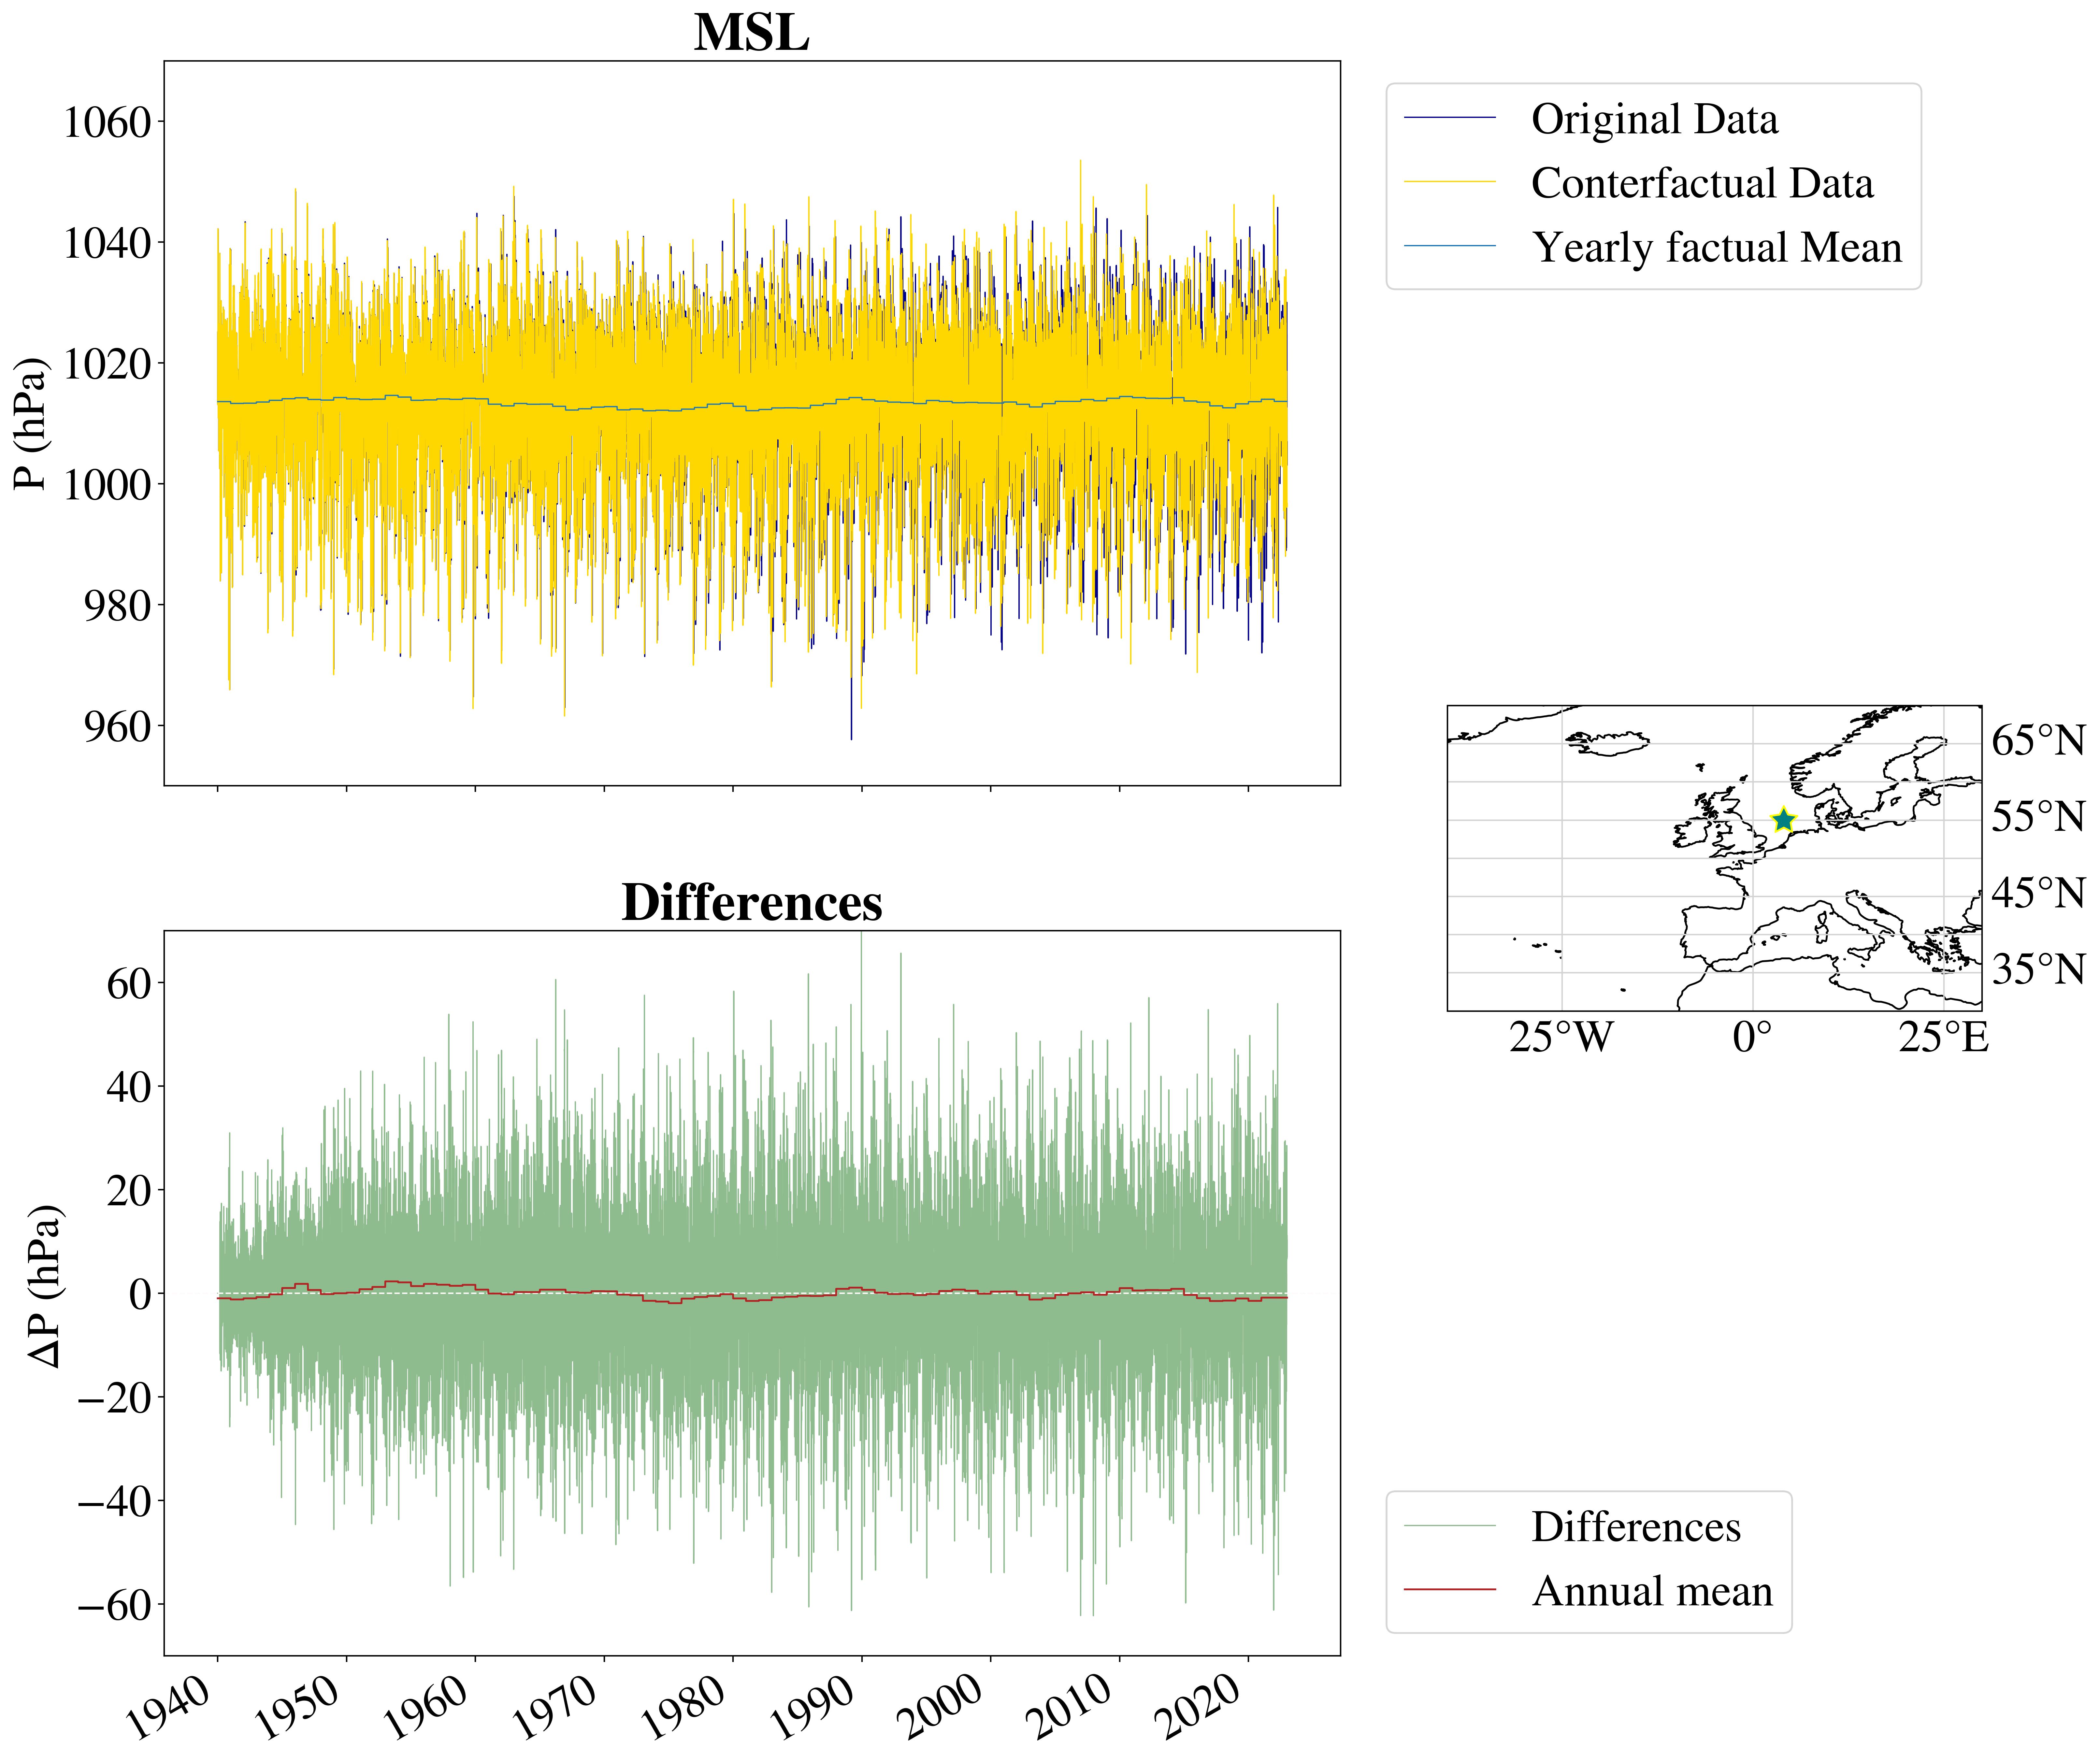 MSL
1060
1040
1020
1000
980
960
P (hPa)
Original Data
Conterfactual Data
Yearly factual Mean
65°N
55°N
45°N
35°N
25°W 0° 25°E
Differences
60
40
20
0
−20
−40
−60
ΔP (hPa)
Differences
Annual mean
1940 1950 1960 1970 1980 1990 2000 2010 2020